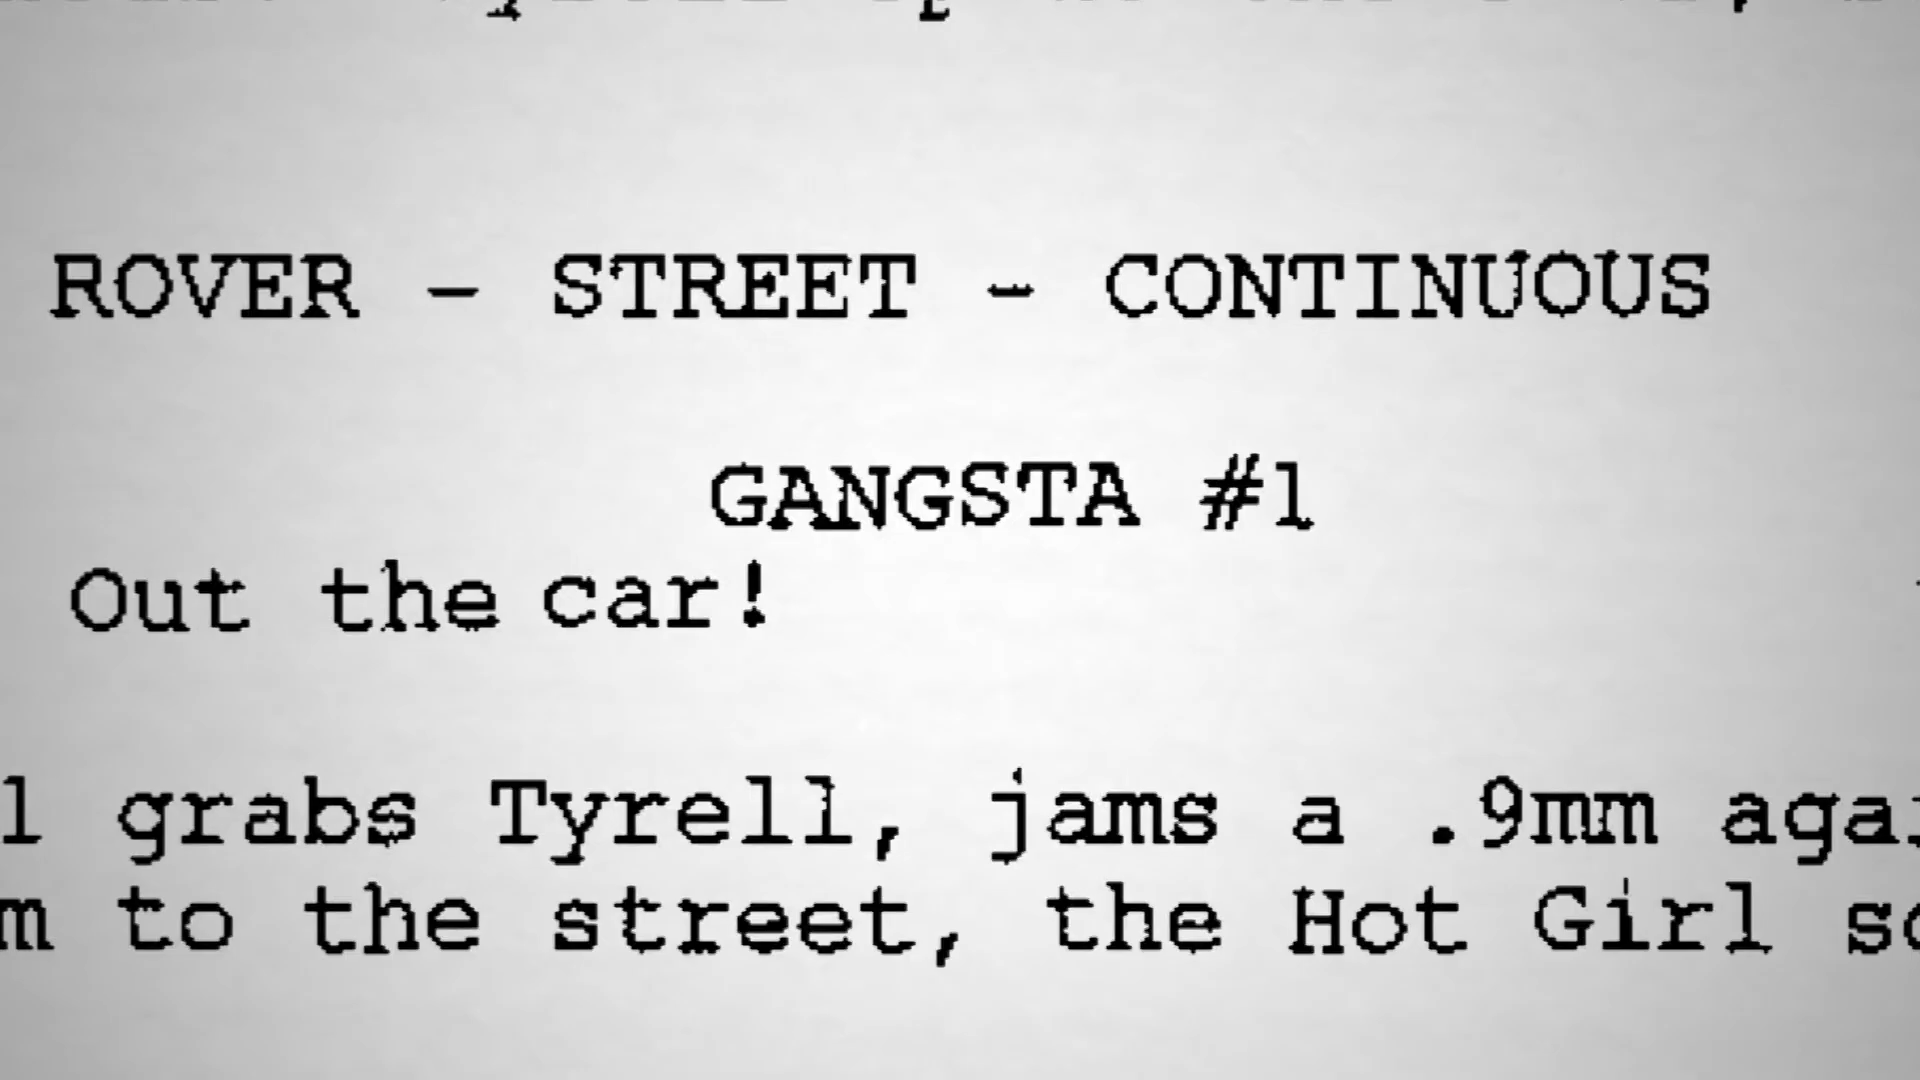 ROVER - STREET - CONTINUOUS
GANGSTA #1
Out the car!
grabs Tyrell, jams a .9mm
to the street, the Hot Girl